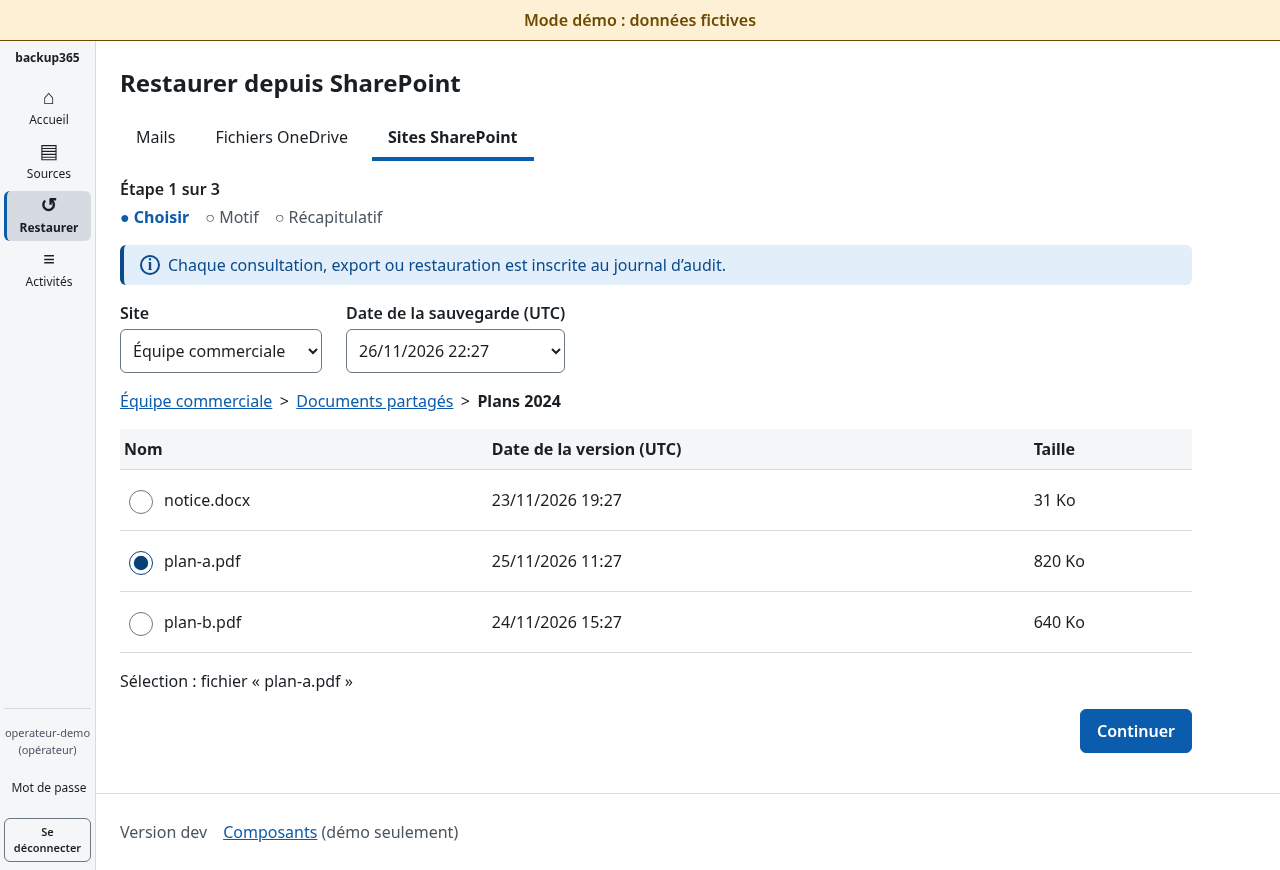 Mode démo : données fictives
backup365
Accueil
Sources
Restaurer
Activités
operateur-demo
(opérateur)
Mot de passe
Se
déconnecter
Restaurer depuis SharePoint
Mails Fichiers OneDrive Sites SharePoint
Étape 1 sur 3
● Choisir ○ Motif ○ Récapitulatif
Chaque consultation, export ou restauration est inscrite au journal d’audit.
Site Date de la sauvegarde (UTC)
Équipe commerciale 26/11/2026 22:27
Équipe commerciale > Documents partagés > Plans 2024
Nom Date de la version (UTC) Taille
notice.docx 23/11/2026 19:27 31 Ko
plan-a.pdf 25/11/2026 11:27 820 Ko
plan-b.pdf 24/11/2026 15:27 640 Ko
Sélection : fichier « plan-a.pdf »
Continuer
Version dev Composants (démo seulement)